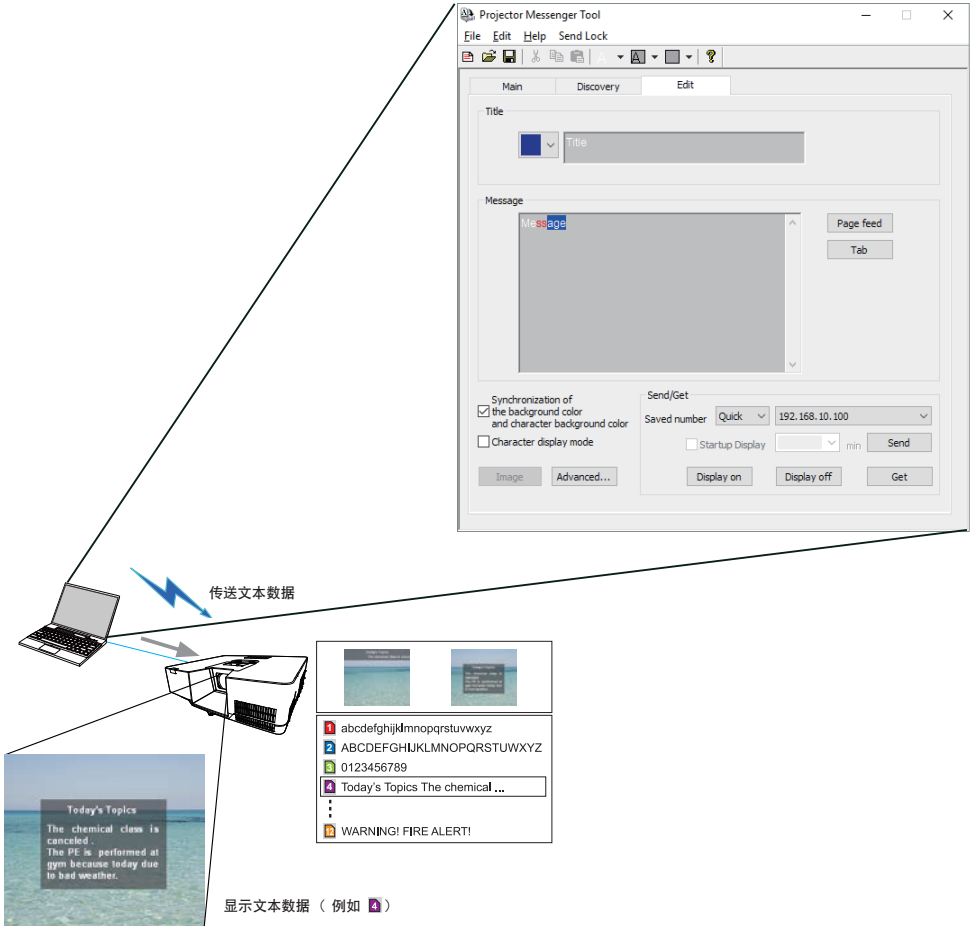 Projector Messenger Tool
File Edit Help Send Lock
Main Discovery Edit
Title
Title
Message
Message
Page feed
Tab
Synchronization of
the background color
and character background color
Character display mode
Image Advanced...
Send/Get
Saved number Quick 192.168.10.100
Startup Display min Send
Display on Display off Get
传送文本数据
1 abcdefghijklmnopqrstuvwxyz
2 ABCDEFGHIJKLMNOPQRSTUWXYZ
3 0123456789
4 Today's Topics The chemical ...
12 WARNING! FIRE ALERT!
Today's Topics
The chemical class is
canceled .
The PE is performed at
gym because today due
to bad weather.
显示文本数据（ 例如 4 ）